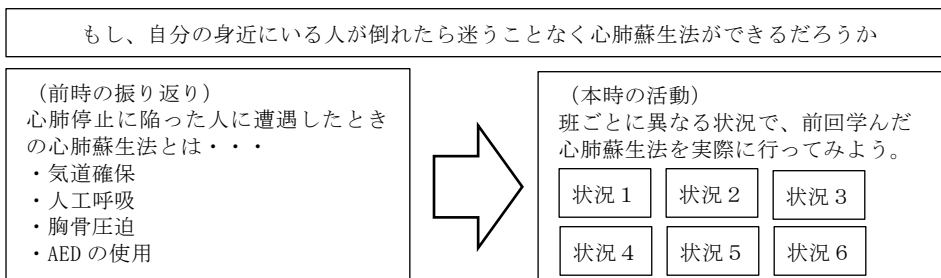 もし、自分の身近にいる人が倒れたら迷うことなく心肺蘇生法ができるだろうか
（前時の振り返り）
心肺停止に陥った人に遭遇したとき
の心肺蘇生法とは・・・
・気道確保
・人工呼吸
・胸骨圧迫
・AED の使用
（本時の活動）
班ごとに異なる状況で、前回学んだ
心肺蘇生法を実際に行ってみよう。
状況１ 状況２ 状況３
状況４ 状況５ 状況６